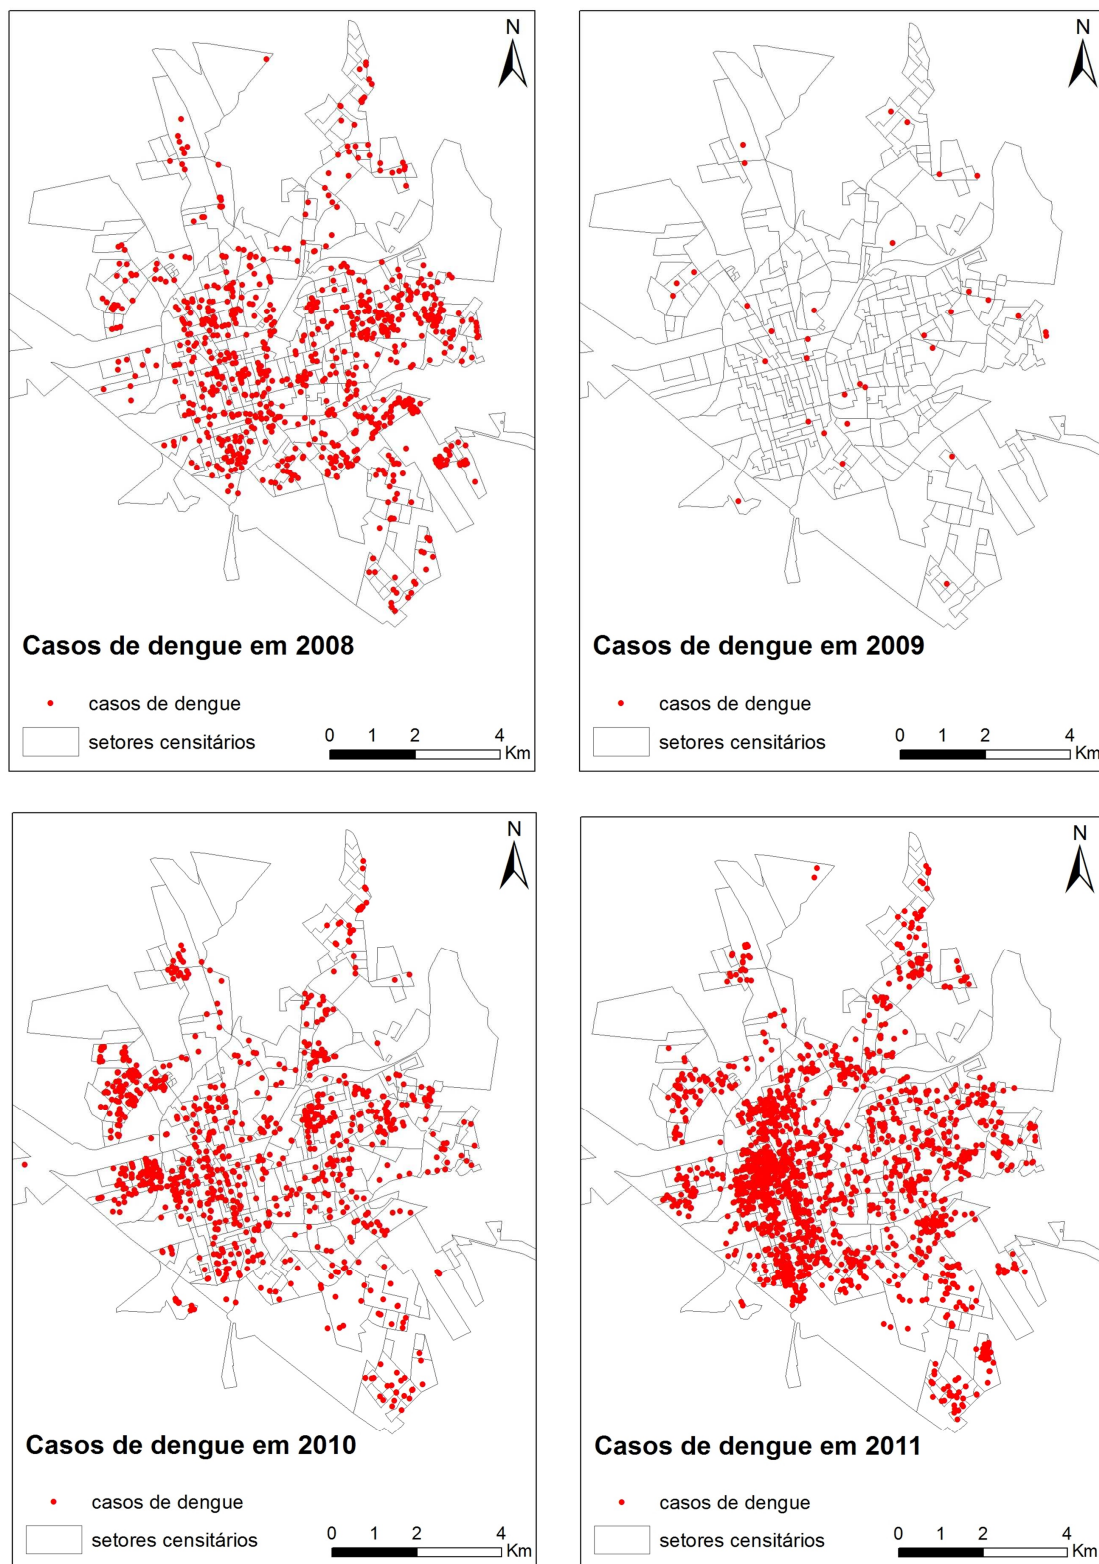 N
Casos de dengue em 2008
casos de dengue
setores censitários
0 1 2 4
Km
N
Casos de dengue em 2009
casos de dengue
setores censitários
0 1 2 4
Km
N
Casos de dengue em 2010
casos de dengue
setores censitários
0 1 2 4
Km
N
Casos de dengue em 2011
casos de dengue
setores censitários
0 1 2 4
Km